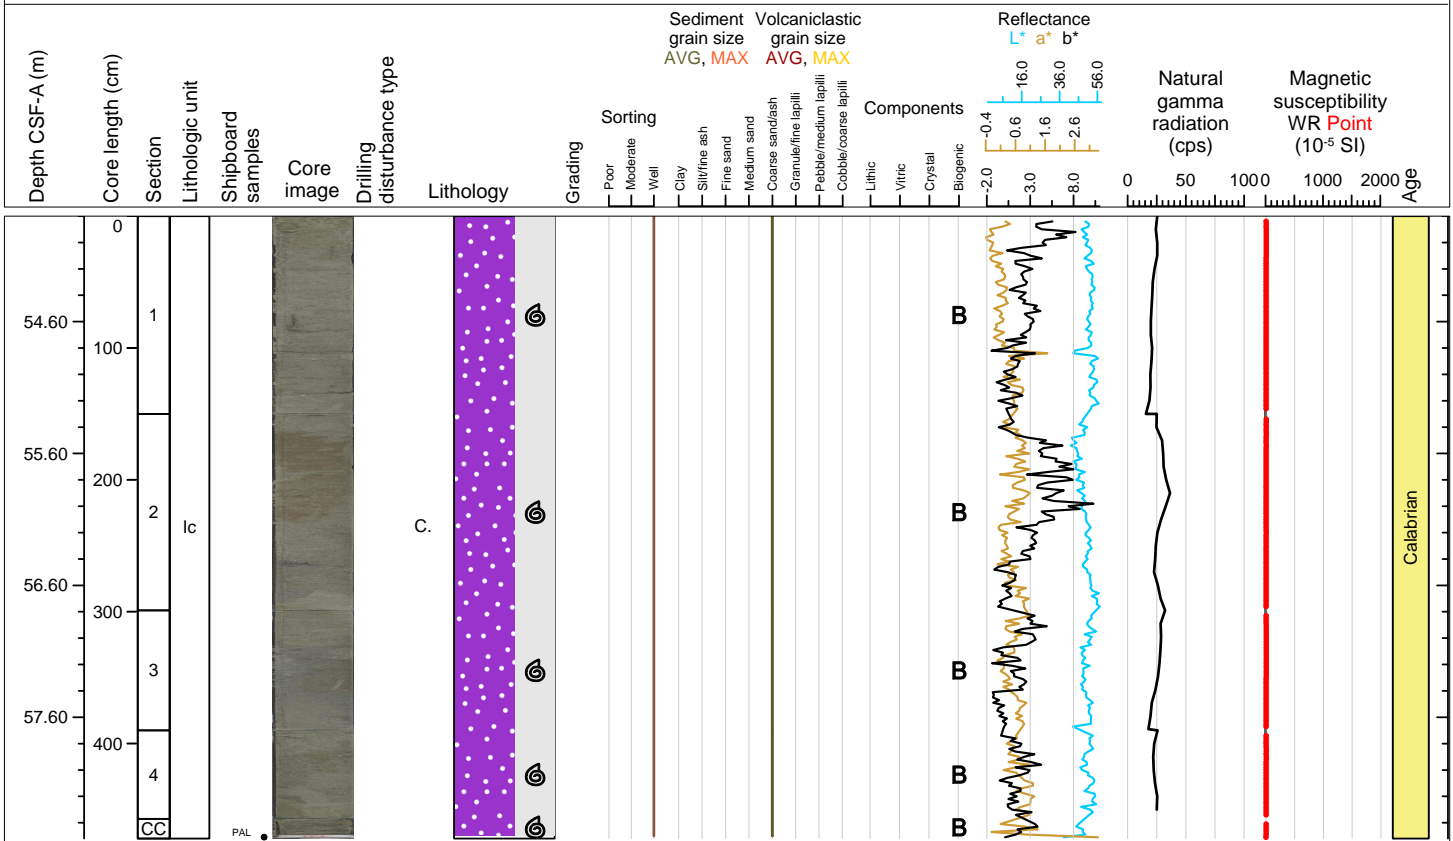 Depth CSF-A (m)
Core length (cm)
Section
Lithologic unit
Shipboard
samples
Core
image
Drilling
disturbance type
Lithology
Grading
Sorting
Poor
Moderate
Well
Sediment
grain size
AVG, MAX
Volcaniclastic
grain size
AVG, MAX
Clay
Silt/fine ash
Fine sand
Medium sand
Coarse sand/ash
Granule/fine lapilli
Pebble/medium lapilli
Cobble/coarse lapilli
Components
Lithic
Vitric
Crystal
Biogenic
Reflectance
L* a* b*
16.0 36.0 56.0
-0.4 0.6 1.6 2.6
-2.0 3.0 8.0
Natural
gamma
radiation
(cps)
0 50 100
Magnetic
susceptibility
WR Point
(10-5 SI)
0 1000 2000
Age
0
54.60
100
55.60
200
56.60
300
57.60
400
1
2
3
4
CC
Ic
PAL
C.
B
B
B
B
B
Calabrian